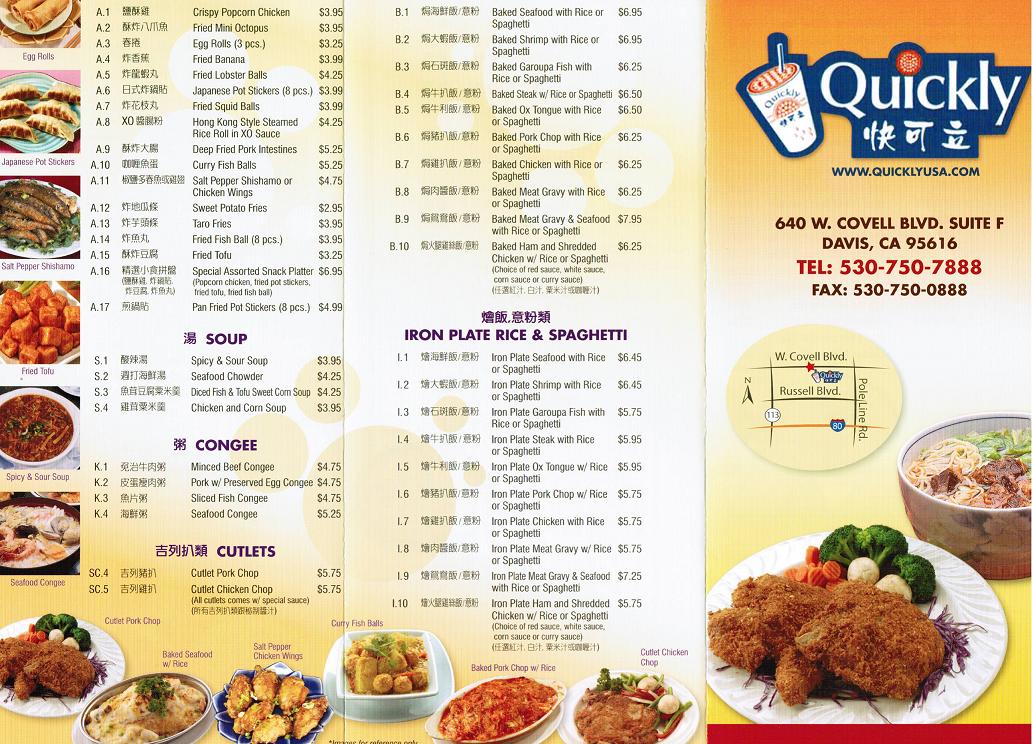 Egg Rolls
Japanese Pot Stickers
Salt Pepper Shishamo
Fried Tofu
Spicy & Sour Soup
Seafood Congee
A.1 鹽酥雞 Crispy Popcorn Chicken $3.95
A.2 酥炸八爪魚 Fried Mini Octopus $3.95
A.3 春捲 Egg Rolls (3 pcs.) $3.25
A.4 炸香蕉 Fried Banana $3.99
A.5 炸龍蝦丸 Fried Lobster Balls $4.25
A.6 日式炸鍋貼 Japanese Pot Stickers (8 pcs.) $3.99
A.7 炸花枝丸 Fried Squid Balls $3.99
A.8 XO醬腸粉 Hong Kong Style Steamed $4.25
Rice Roll in XO Sauce
A.9 酥炸大腸 Deep Fried Pork Intestines $5.25
A.10 咖喱魚蛋 Curry Fish Balls $5.25
A.11 椒鹽多春魚或雞翅 Salt Pepper Shishamo or $4.75
Chicken Wings
A.12 炸地瓜條 Sweet Potato Fries $2.95
A.13 炸芋頭條 Taro Fries $3.95
A.14 炸魚丸 Fried Fish Ball (8 pcs.) $3.95
A.15 酥炸豆腐 Fried Tofu $3.25
A.16 精選小食拼盤 Special Assorted Snack Platter $6.95
(鹽酥雞, 炸鍋貼, (Popcorn chicken, fried pot stickers,
炸豆腐, 炸魚丸) fried tofu, fried fish ball)
A.17 煎鍋貼 Pan Fried Pot Stickers (8 pcs.) $4.99
湯 SOUP
S.1 酸辣湯 Spicy & Sour Soup $3.95
S.2 週打海鮮湯 Seafood Chowder $4.25
S.3 魚茸豆腐粟米羹 Diced Fish & Tofu Sweet Corn Soup $4.25
S.4 雞茸粟米羹 Chicken and Corn Soup $3.95
粥 CONGEE
K.1 免治牛肉粥 Minced Beef Congee $4.75
K.2 皮蛋瘦肉粥 Pork w/ Preserved Egg Congee $4.75
K.3 魚片粥 Sliced Fish Congee $4.75
K.4 海鮮粥 Seafood Congee $5.25
吉列扒類 CUTLETS
SC.4 吉列豬扒 Cutlet Pork Chop $5.75
SC.5 吉列雞扒 Cutlet Chicken Chop $5.75
(All cutlets comes w/ special sauce)
(所有吉列扒類跟秘制醬汁)
Cutlet Pork Chop
Baked Seafood
w/ Rice
Salt Pepper
Chicken Wings
Curry Fish Balls
Baked Pork Chop w/ Rice
Cutlet Chicken
Chop
*Images for reference only
B.1 焗海鮮飯/意粉 Baked Seafood with Rice or $6.95
Spaghetti
B.2 焗大蝦飯/意粉 Baked Shrimp with Rice or $6.95
Spaghetti
B.3 焗石斑飯/意粉 Baked Garoupa Fish with $6.25
Rice or Spaghetti
B.4 焗牛扒飯/意粉 Baked Steak w/ Rice or Spaghetti $6.50
B.5 焗牛利飯/意粉 Baked Ox Tongue with Rice $6.50
or Spaghetti
B.6 焗豬扒飯/意粉 Baked Pork Chop with Rice $6.25
or Spaghetti
B.7 焗雞扒飯/意粉 Baked Chicken with Rice or $6.25
Spaghetti
B.8 焗肉醬飯/意粉 Baked Meat Gravy with Rice $6.25
or Spaghetti
B.9 焗鴛鴦飯/意粉 Baked Meat Gravy & Seafood $7.95
with Rice or Spaghetti
B.10 焗火腿雞絲飯/意粉 Baked Ham and Shredded $6.25
Chicken w/ Rice or Spaghetti
(Choice of red sauce, white sauce,
corn sauce or curry sauce)
(任選紅汁, 白汁, 粟米汁或咖喱汁)
燴飯,意粉類
IRON PLATE RICE & SPAGHETTI
I.1 燴海鮮飯/意粉 Iron Plate Seafood with Rice $6.45
or Spaghetti
I.2 燴大蝦飯/意粉 Iron Plate Shrimp with Rice $6.45
or Spaghetti
I.3 燴石斑飯/意粉 Iron Plate Garoupa Fish with $5.75
Rice or Spaghetti
I.4 燴牛扒飯/意粉 Iron Plate Steak with Rice $5.95
or Spaghetti
I.5 燴牛利飯/意粉 Iron Plate Ox Tongue w/ Rice $5.95
or Spaghetti
I.6 燴豬扒飯/意粉 Iron Plate Pork Chop w/ Rice $5.75
or Spaghetti
I.7 燴雞扒飯/意粉 Iron Plate Chicken with Rice $5.75
or Spaghetti
I.8 燴肉醬飯/意粉 Iron Plate Meat Gravy w/ Rice $5.75
or Spaghetti
I.9 燴鴛鴦飯/意粉 Iron Plate Meat Gravy & Seafood $7.25
with Rice or Spaghetti
I.10 燴火腿雞絲飯/意粉 Iron Plate Ham and Shredded $5.75
Chicken w/ Rice or Spaghetti
(Choice of red sauce, white sauce,
corn sauce or curry sauce)
(任選紅汁, 白汁, 粟米汁或咖喱汁)
Quickly
快可立
Quickly
快可立
WWW.QUICKLYUSA.COM
640 W. COVELL BLVD. SUITE F
DAVIS, CA 95616
TEL: 530-750-7888
FAX: 530-750-0888
W. Covell Blvd.
Quickly
N
Russell Blvd.
Pole Line Rd.
113
80